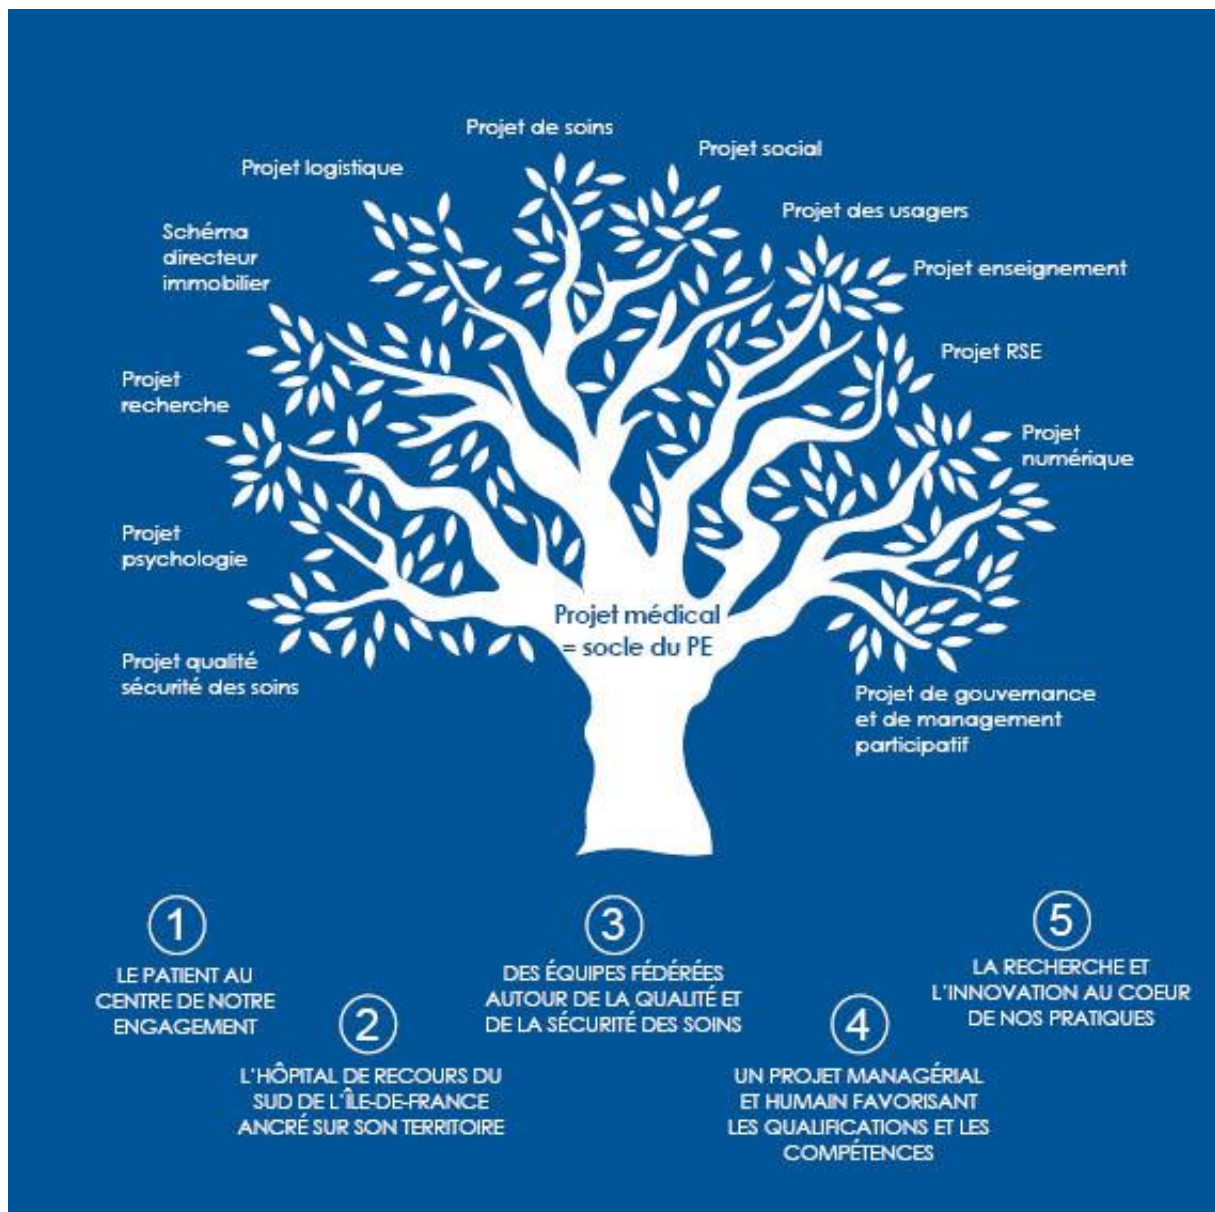 Projet de soins
Projet social
Projet logistique
Projet des usagers
Schéma
directeur
immobilier
Projet enseignement
Projet RSE
Projet
recherche
Projet
numérique
Projet
psychologie
Projet médical
= socle du PE
Projet qualité
sécurité des soins
Projet de gouvernance
et de management
participatif
1
LE PATIENT AU
CENTRE DE NOTRE
ENGAGEMENT
2
L'HÔPITAL DE RECOURS DU
SUD DE L'ÎLE-DE-FRANCE
ANCRÉ SUR SON TERRITOIRE
3
DES ÉQUIPES FÉDÉRÉES
AUTOUR DE LA QUALITÉ ET
DE LA SÉCURITÉ DES SOINS
4
UN PROJET MANAGÉRIAL
ET HUMAIN FAVORISANT
LES QUALIFICATIONS ET LES
COMPÉTENCES
5
LA RECHERCHE ET
L'INNOVATION AU COEUR
DE NOS PRATIQUES